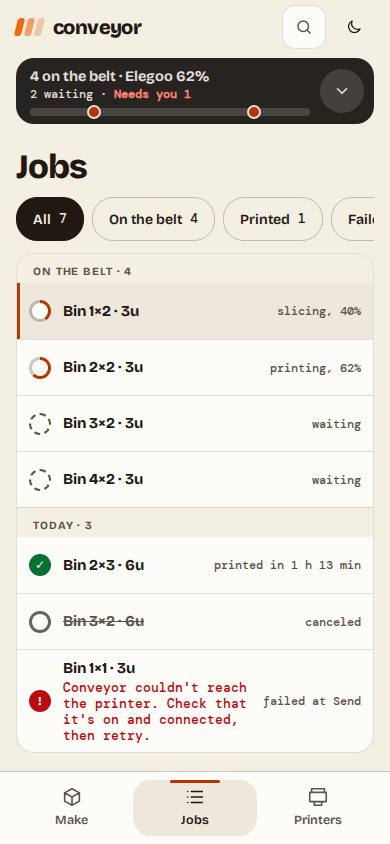 conveyor
4 on the belt · Elegoo 62%
2 waiting · Needs you 1
Jobs
All 7
On the belt 4
Printed 1
Faile
ON THE BELT · 4
Bin 1×2 · 3u
slicing, 40%
Bin 2×2 · 3u
printing, 62%
Bin 3×2 · 3u
waiting
Bin 4×2 · 3u
waiting
TODAY · 3
Bin 2×3 · 6u
printed in 1 h 13 min
Bin 3×2 · 6u
canceled
Bin 1×1 · 3u
Conveyor couldn't reach
the printer. Check that
it's on and connected,
then retry.
failed at Send
Make
Jobs
Printers